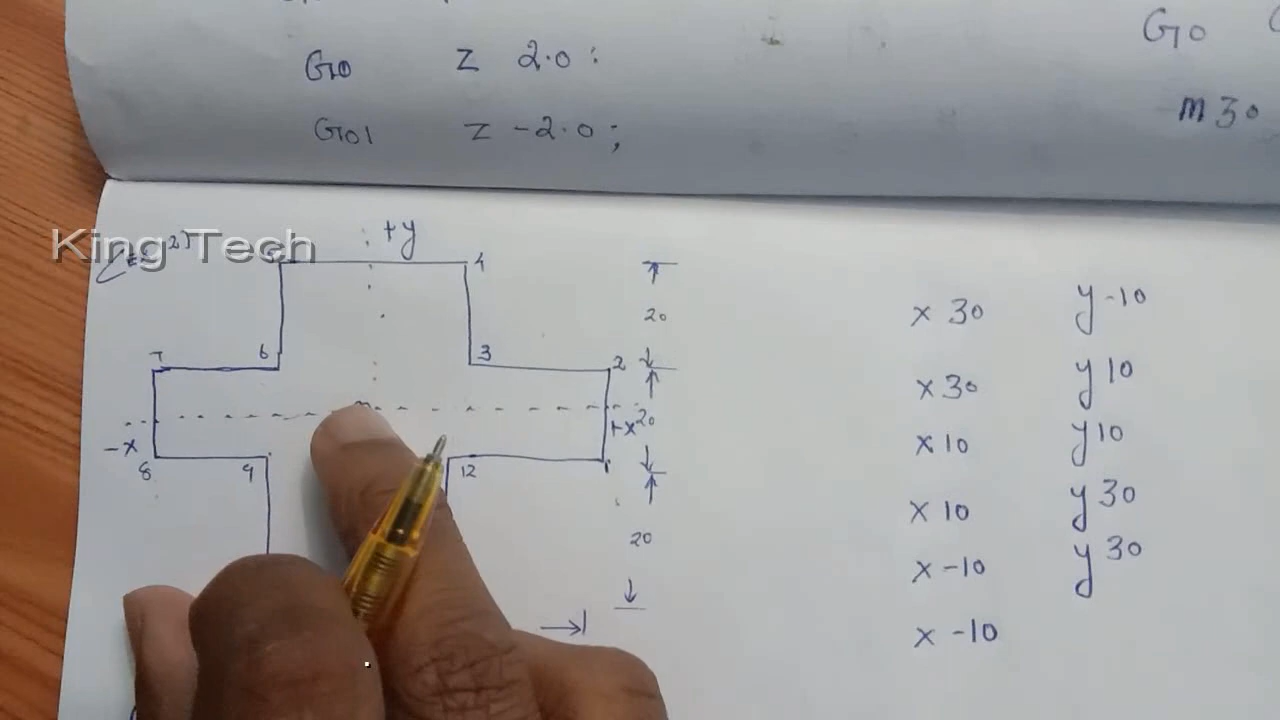 G0 Z 2.0 :
G01 Z -2.0 ;
G0
M30
King Tech
+y
4
6
3
7
2
20
-x
+x
20
8
9
12
1
20
x 30 y-10
x 30 y 10
x 10 y 10
x 10 y 30
x -10 y 30
x -10